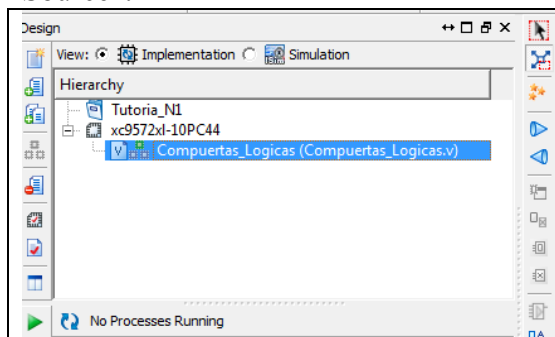 Design
View: Implementation Simulation
Hierarchy
Tutoria_N1
xc9572xl-10PC44
V Compuertas_Logicas (Compuertas_Logicas.v)
No Processes Running